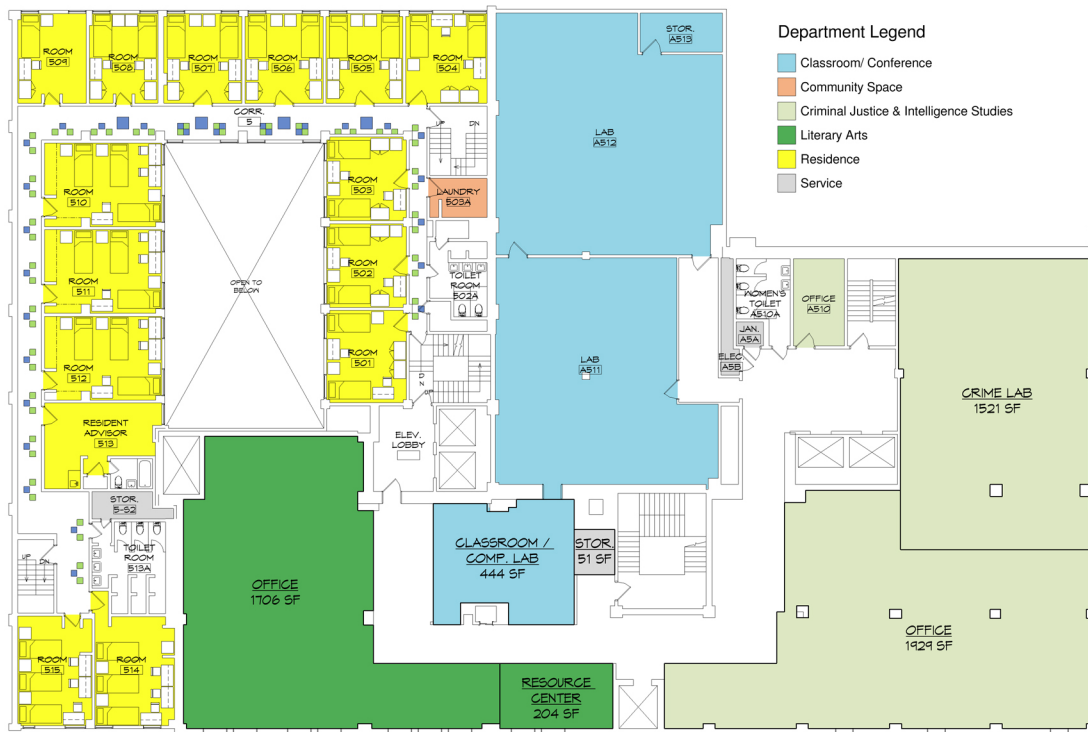 Department Legend
Classroom/ Conference
Community Space
Criminal Justice & Intelligence Studies
Literary Arts
Residence
Service
ROOM
509
ROOM
508
ROOM
507
ROOM
506
ROOM
505
ROOM
504
STOR.
A513
CORR.
5
UP
DN
LAB
A512
ROOM
510
ROOM
503
LAUNDRY
503A
ROOM
511
OPEN TO
BELOW
ROOM
502
TOILET
ROOM
502A
WOMEN'S
TOILET
A510A
OFFICE
A510
JAN.
A5A
ELEC.
A5B
ROOM
512
ROOM
501
DN
UP
LAB
A511
CRIME LAB
1521 SF
RESIDENT
ADVISOR
513
ELEV.
LOBBY
STOR.
5-S2
TOILET
ROOM
513A
UP
DN
OFFICE
1706 SF
CLASSROOM /
COMP. LAB
444 SF
STOR.
51 SF
OFFICE
1929 SF
ROOM
515
ROOM
514
RESOURCE
CENTER
204 SF